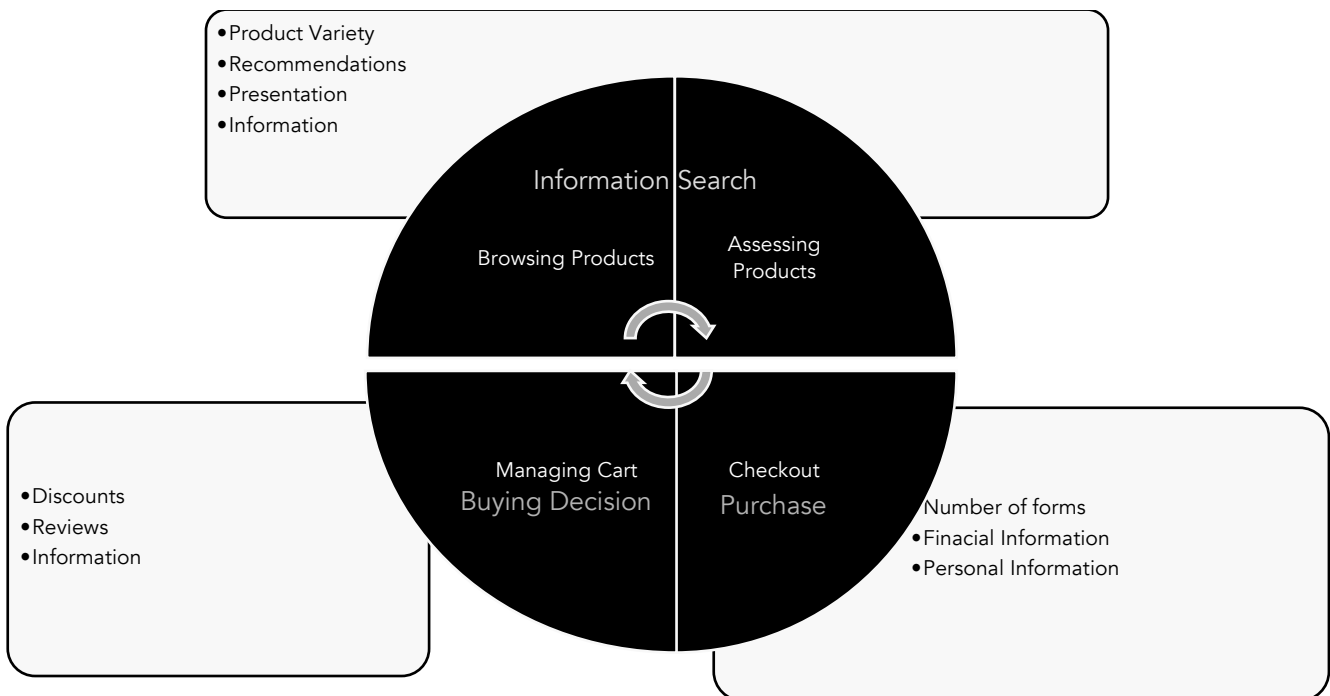 •Product Variety
•Recommendations
•Presentation
•Information
Information Search
Browsing Products
Assessing
Products
Managing Cart
Buying Decision
Checkout
Purchase
•Discounts
•Reviews
•Information
Number of forms
•Finacial Information
•Personal Information